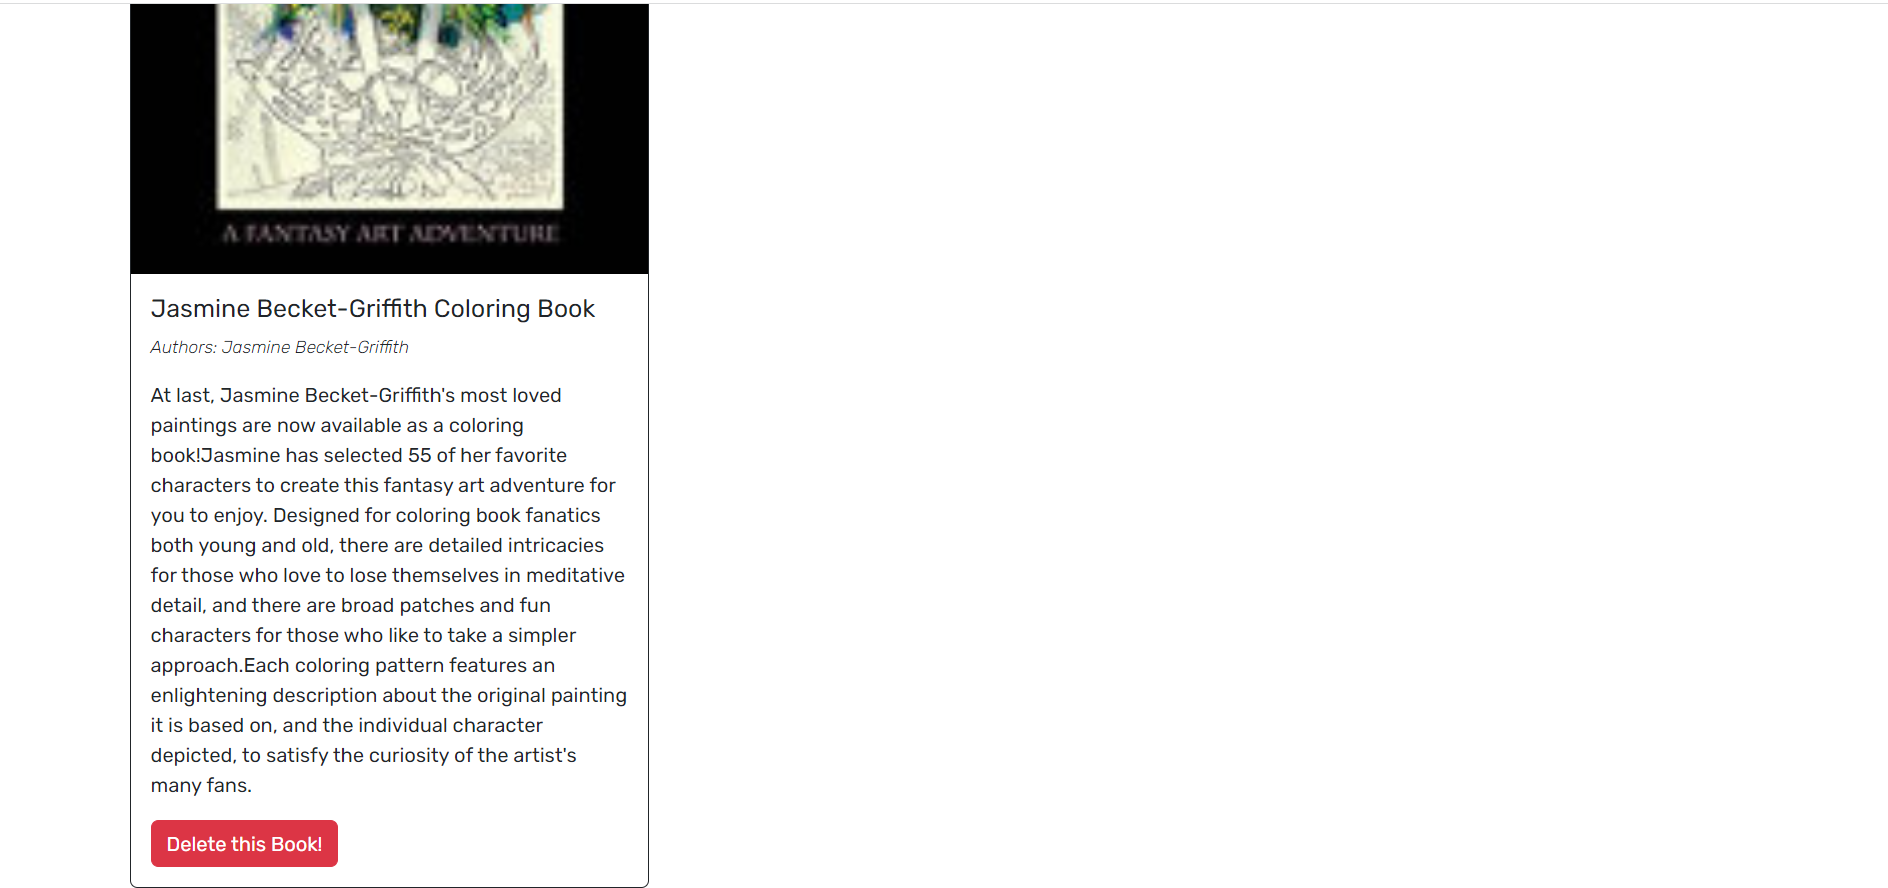 A FANTASY ART ADVENTURE
Jasmine Becket-Griffith Coloring Book
Authors: Jasmine Becket-Griffith
At last, Jasmine Becket-Griffith's most loved
paintings are now available as a coloring
book!Jasmine has selected 55 of her favorite
characters to create this fantasy art adventure for
you to enjoy. Designed for coloring book fanatics
both young and old, there are detailed intricacies
for those who love to lose themselves in meditative
detail, and there are broad patches and fun
characters for those who like to take a simpler
approach.Each coloring pattern features an
enlightening description about the original painting
it is based on, and the individual character
depicted, to satisfy the curiosity of the artist's
many fans.
Delete this Book!